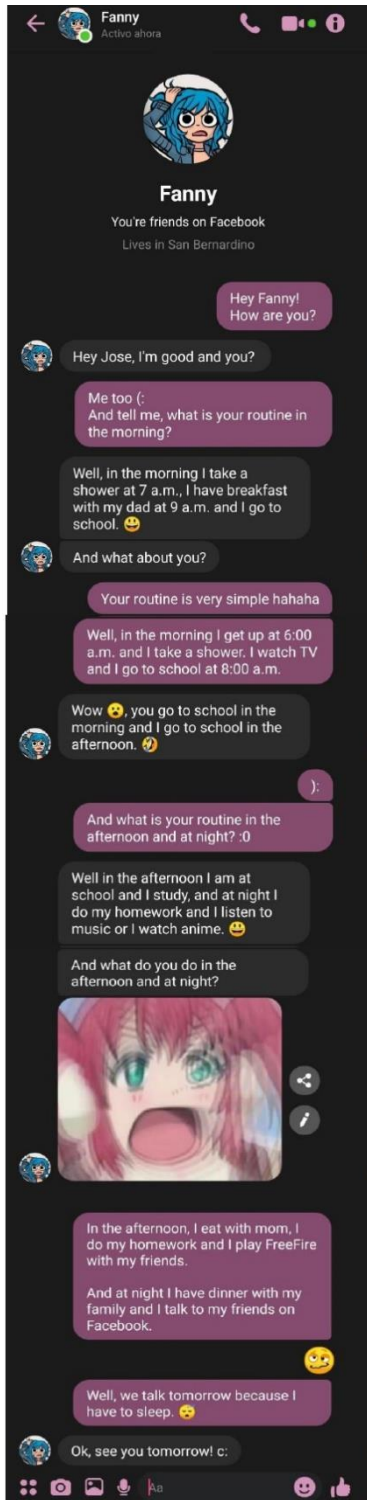 Fanny
Activo ahora
Fanny
You're friends on Facebook
Lives in San Bernardino
Hey Fanny!
How are you?
Hey Jose, I'm good and you?
Me too (:
And tell me, what is your routine in
the morning?
Well, in the morning I take a
shower at 7 a.m., I have breakfast
with my dad at 9 a.m. and I go to
school. 😃
And what about you?
Your routine is very simple hahaha
Well, in the morning I get up at 6:00
a.m. and I take a shower. I watch TV
and I go to school at 8:00 a.m.
Wow 😮, you go to school in the
morning and I go to school in the
afternoon. 🤣
):
And what is your routine in the
afternoon and at night? :0
Well in the afternoon I am at
school and I study, and at night I
do my homework and I listen to
music or I watch anime. 😃
And what do you do in the
afternoon and at night?
In the afternoon, I eat with mom, I
do my homework and I play FreeFire
with my friends.
And at night I have dinner with my
family and I talk to my friends on
Facebook.
Well, we talk tomorrow because I
have to sleep. 😴
Ok, see you tomorrow! c:
Aa